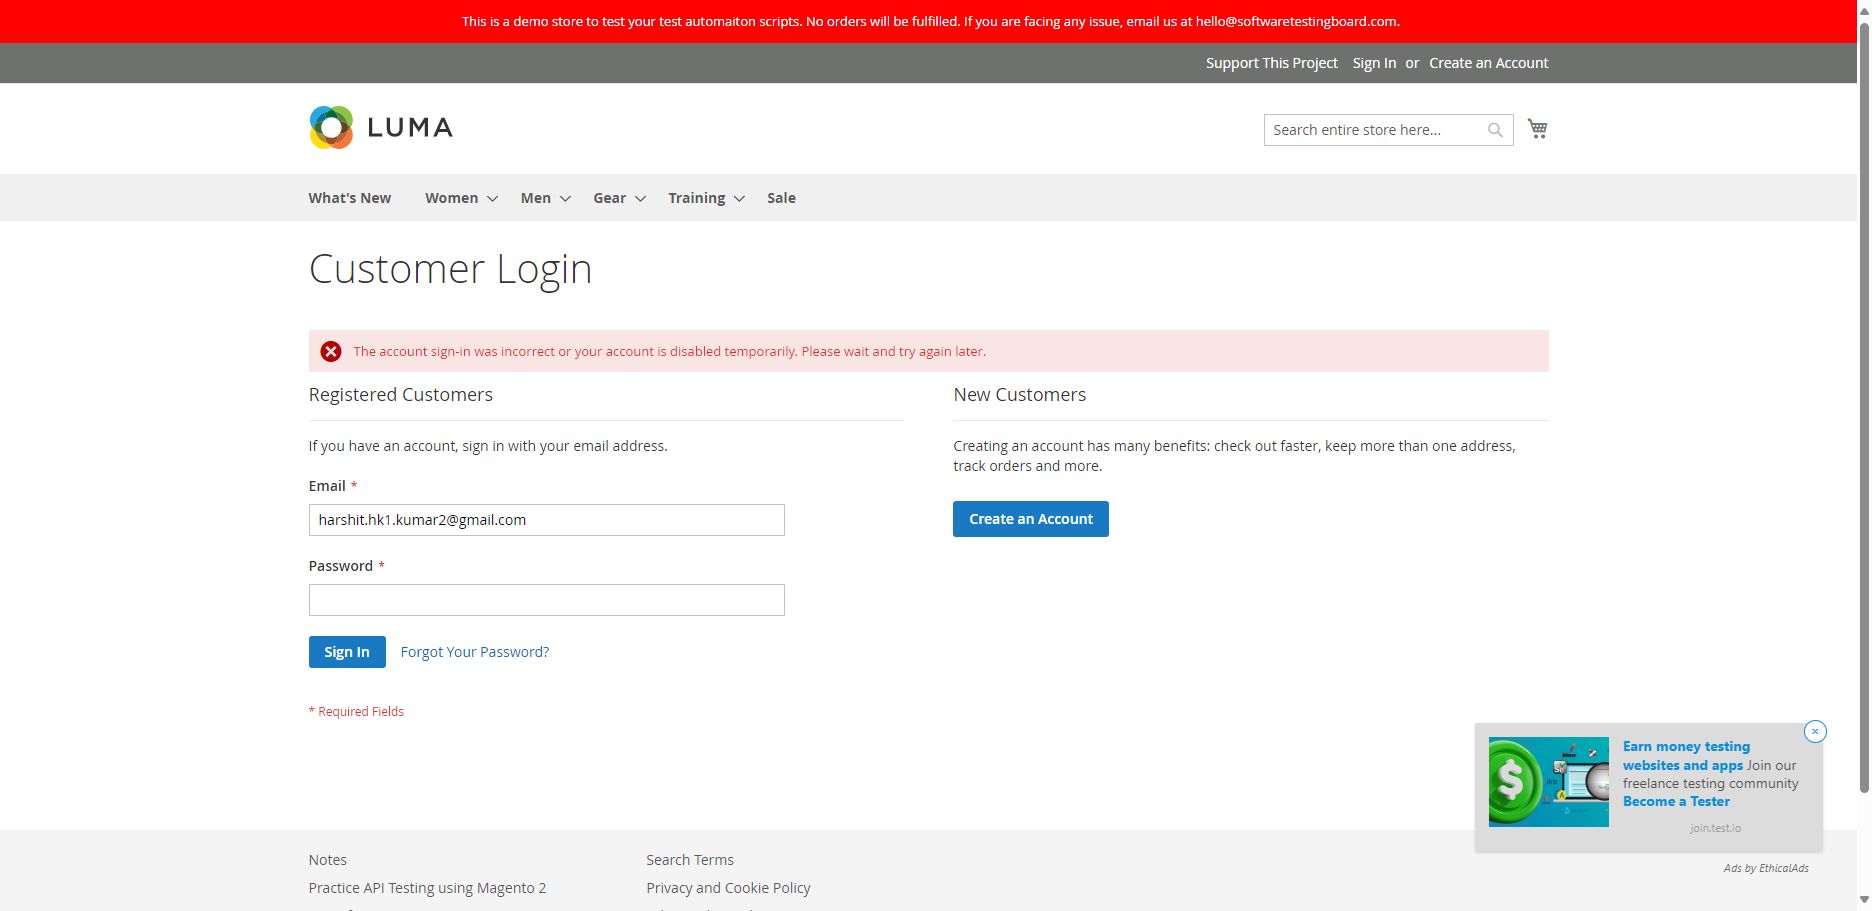 This is a demo store to test your test automaiton scripts. No orders will be fulfilled. If you are facing any issue, email us at hello@softwaretestingboard.com.
Support This Project Sign In or Create an Account
LUMA
Search entire store here...
What's New Women Men Gear Training Sale
Customer Login
The account sign-in was incorrect or your account is disabled temporarily. Please wait and try again later.
Registered Customers
If you have an account, sign in with your email address.
Email *
harshit.hk1.kumar2@gmail.com
Password *
Sign In Forgot Your Password?
* Required Fields
New Customers
Creating an account has many benefits: check out faster, keep more than one address,
track orders and more.
Create an Account
Earn money testing
websites and apps Join our
freelance testing community
Become a Tester
join.test.io
Ads by EthicalAds
Notes
Practice API Testing using Magento 2
Search Terms
Privacy and Cookie Policy